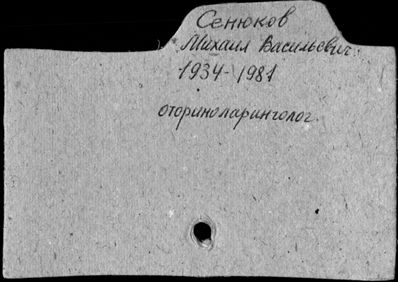 Сенюков
Михаил Васильевич.
1934-1981
оториноларинголог.